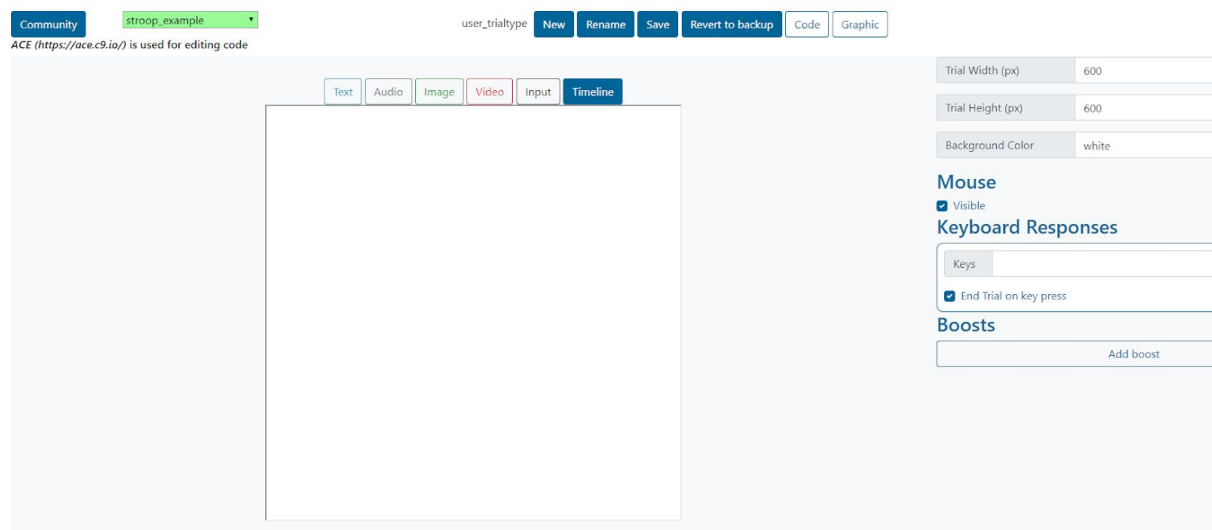 Community stroop_example user_trialtype New Rename Save Revert to backup Code Graphic
ACE (https://ace.c9.io/) is used for editing code
Text Audio Image Video Input Timeline
Trial Width (px) 600
Trial Height (px) 600
Background Color white
Mouse
Visible
Keyboard Responses
Keys
End Trial on key press
Boosts
Add boost